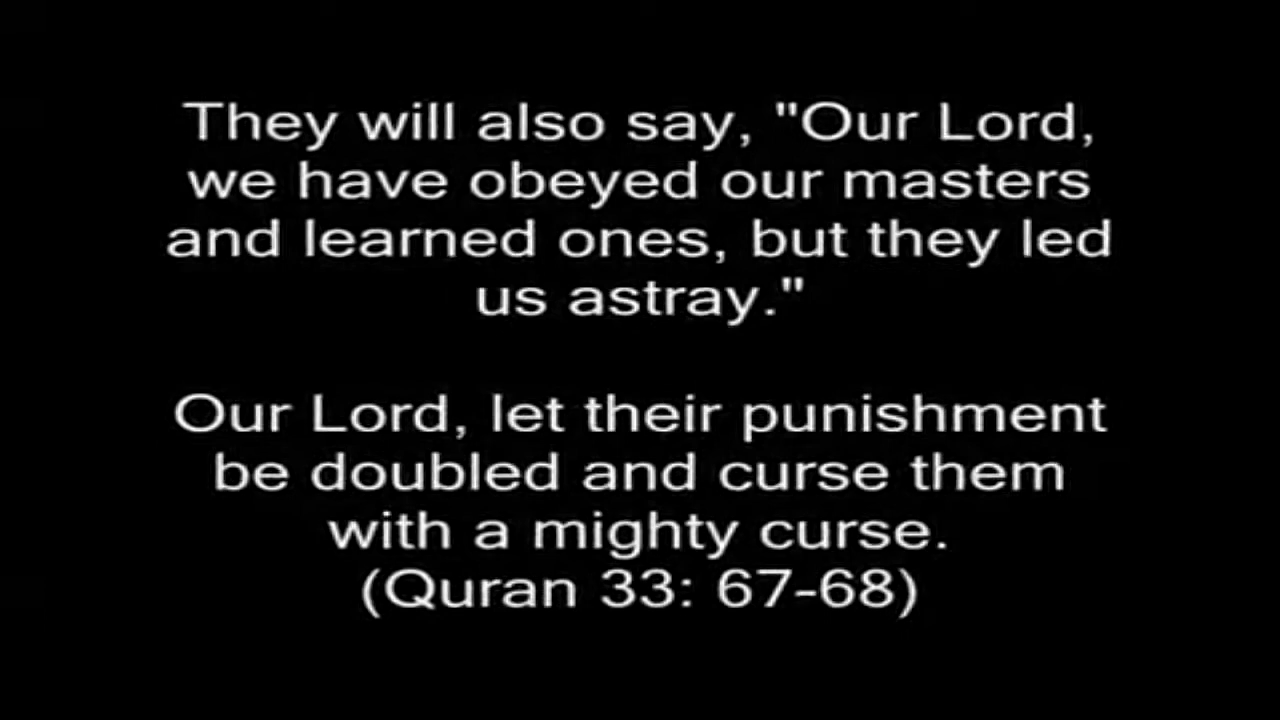 They will also say, "Our Lord,
we have obeyed our masters
and learned ones, but they led
us astray."
Our Lord, let their punishment
be doubled and curse them
with a mighty curse.
(Quran 33: 67-68)